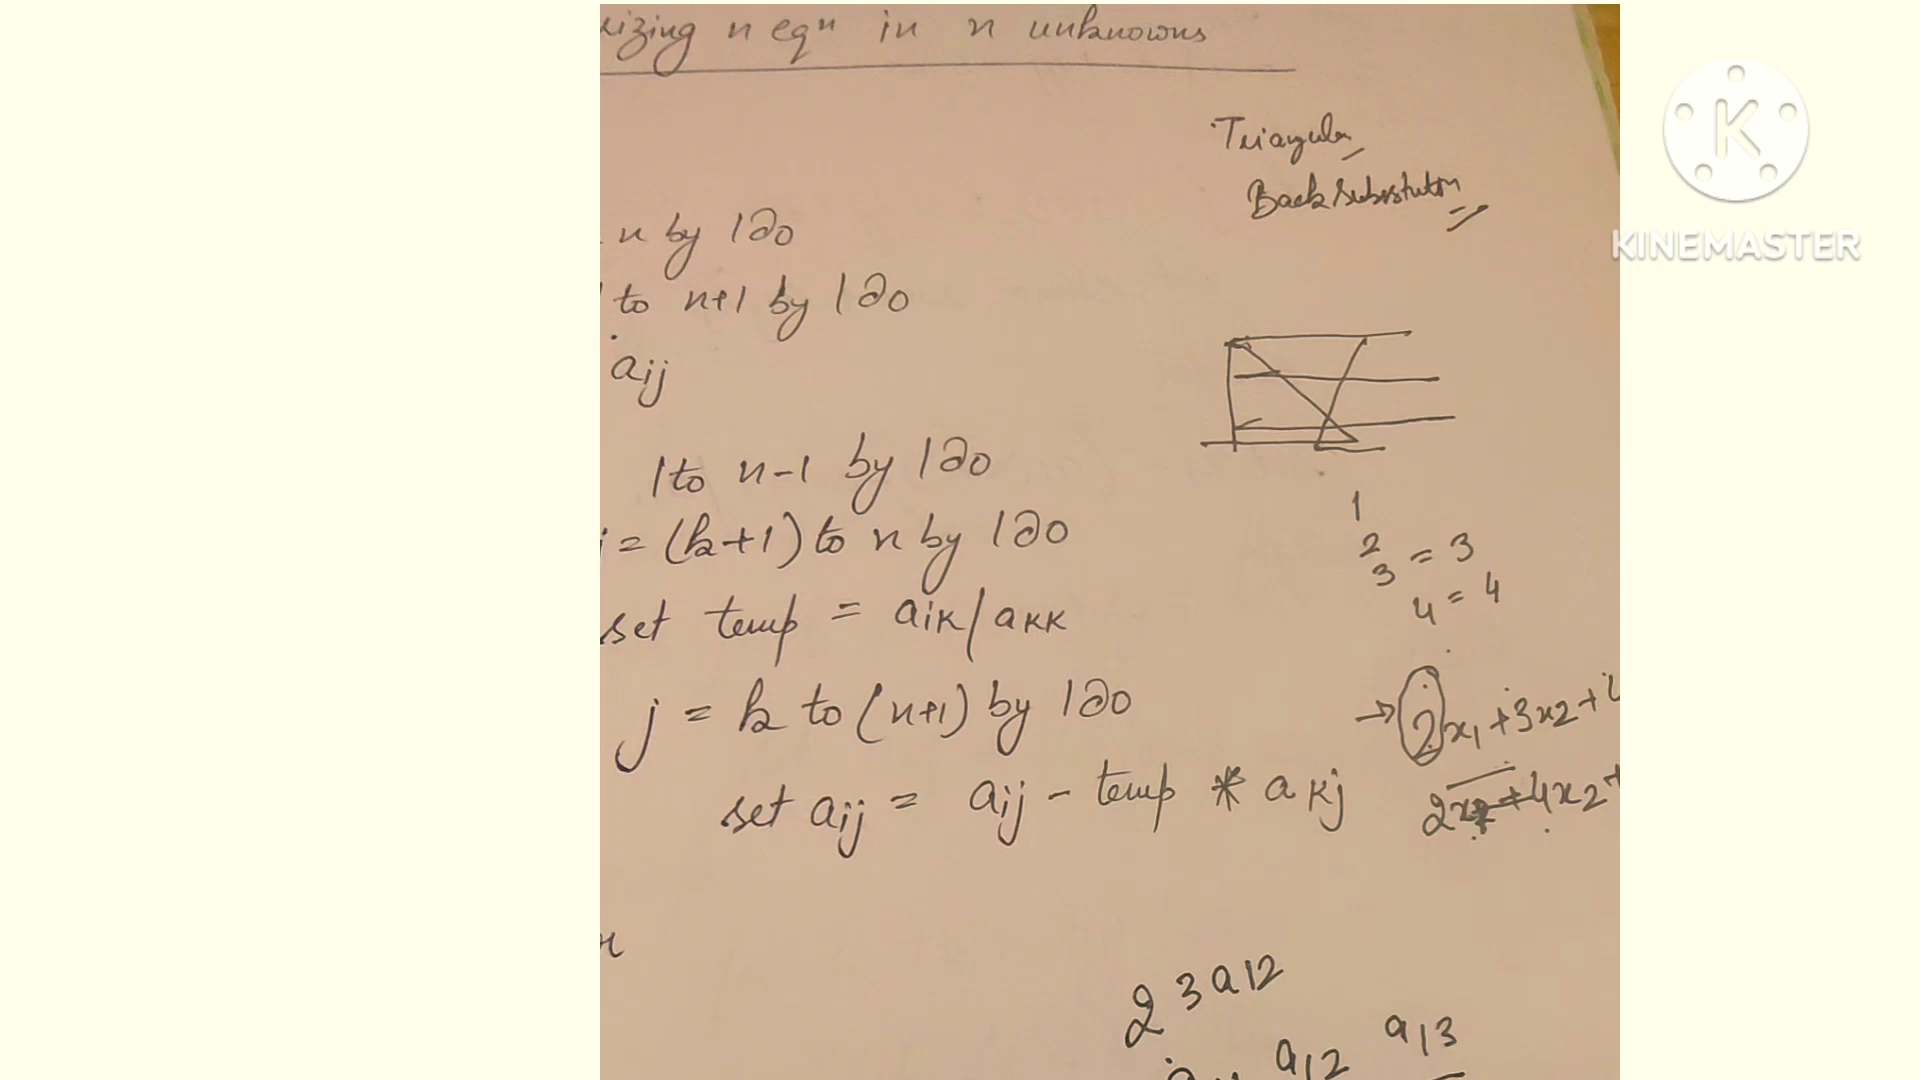 izing n eqn in n unknowns
Triangular
Back Substution
n by 1 do
to n+1 by 1 do
aij
1 to n-1 by 1 do
i = (k+1) to n by 1 do
set temp = aik/akk
j = k to (n+1) by 1 do
set aij = aij - temp * akj
1
2
3 = 3
4 = 4
→ 2x1 + 3x2 +
2x1 + 4x2 +
n
2 3 a12
a12 a13
KINEMASTER